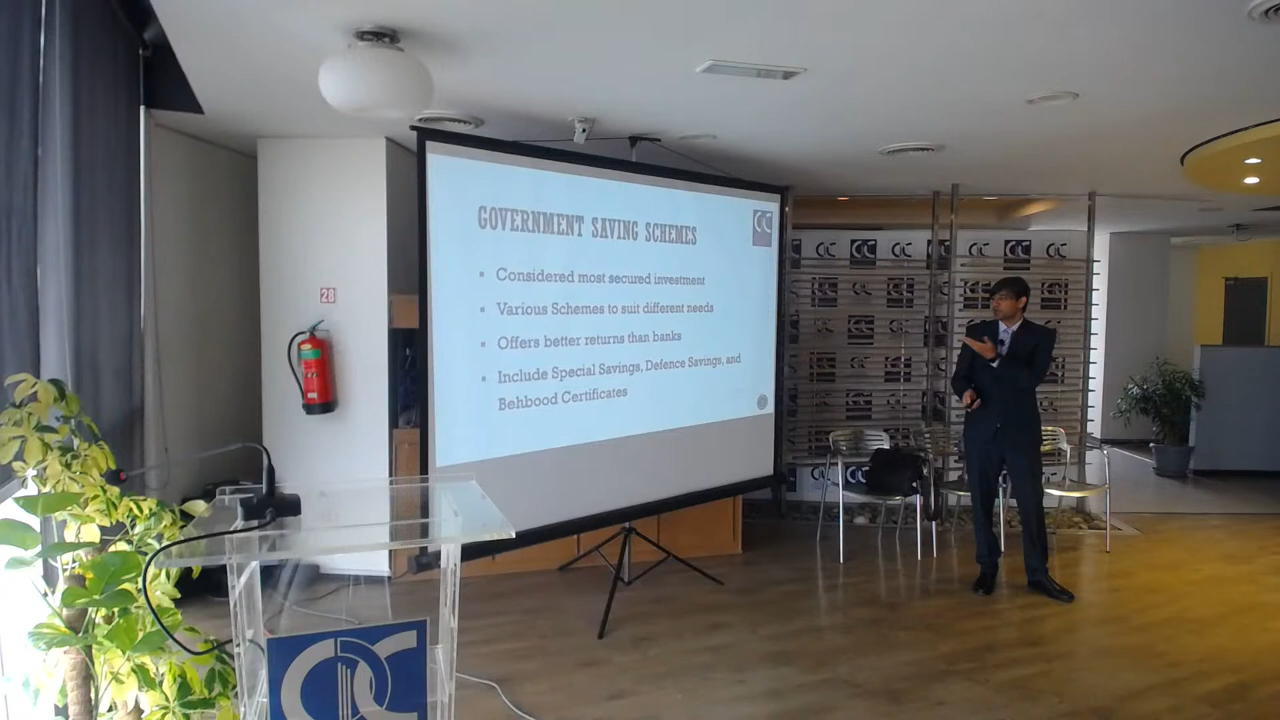 28
GOVERNMENT SAVING SCHEMES
Considered most secured investment
Various Schemes to suit different needs
Offers better returns than banks
Include Special Savings, Defence Savings, and
Behbood Certificates